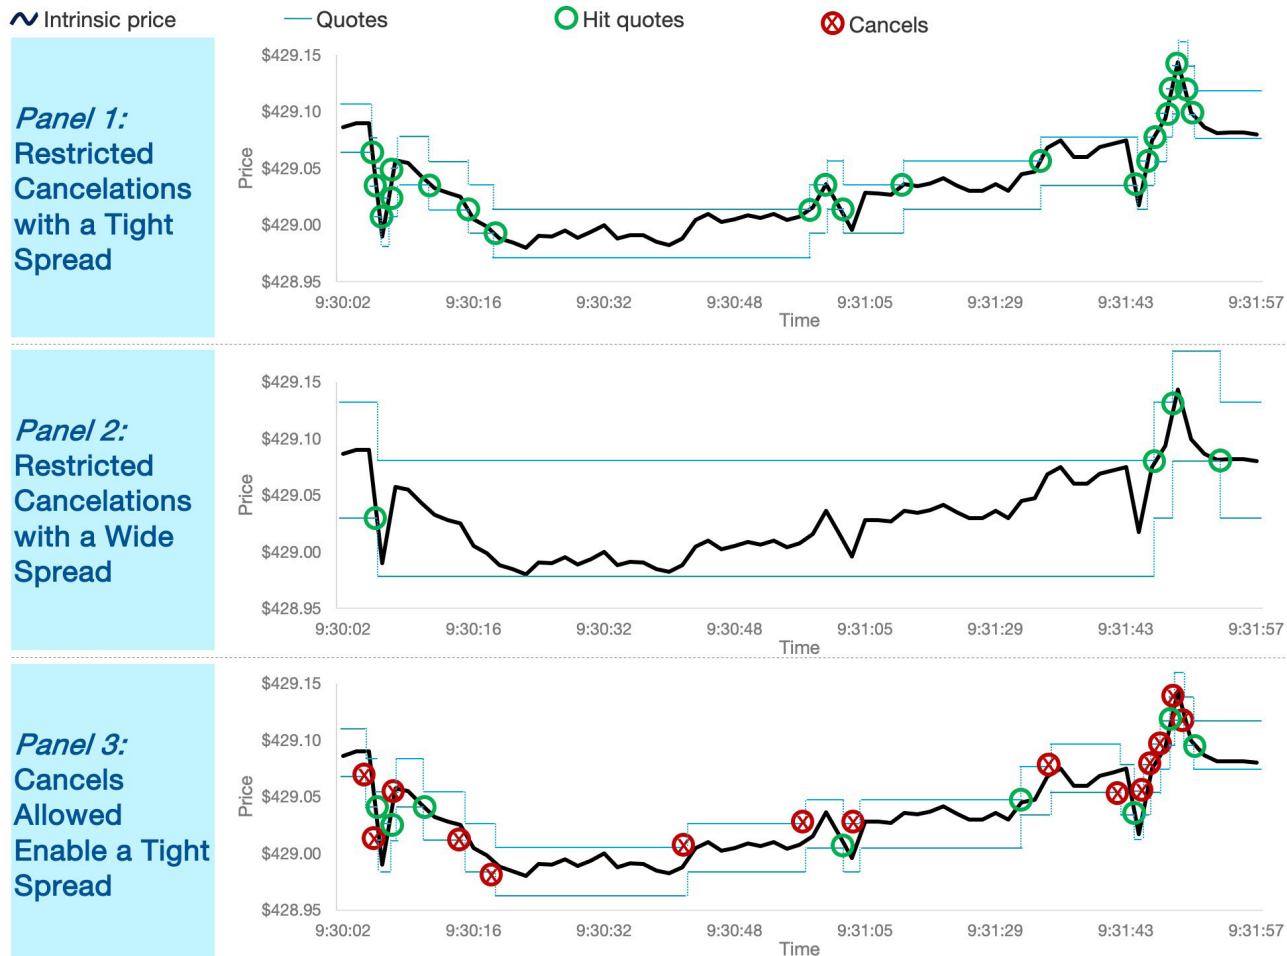 Intrinsic price
Quotes
Hit quotes
Cancels
Panel 1:
Restricted
Cancelations
with a Tight
Spread
Price
$429.15
$429.10
$429.05
$429.00
$428.95
9:30:02 9:30:16 9:30:32 9:30:48 9:31:05 9:31:29 9:31:43 9:31:57
Time
Panel 2:
Restricted
Cancelations
with a Wide
Spread
Price
$429.15
$429.10
$429.05
$429.00
$428.95
9:30:02 9:30:16 9:30:32 9:30:48 9:31:05 9:31:29 9:31:43 9:31:57
Time
Panel 3:
Cancels
Allowed
Enable a Tight
Spread
Price
$429.15
$429.10
$429.05
$429.00
$428.95
9:30:02 9:30:16 9:30:32 9:30:48 9:31:05 9:31:29 9:31:43 9:31:57
Time